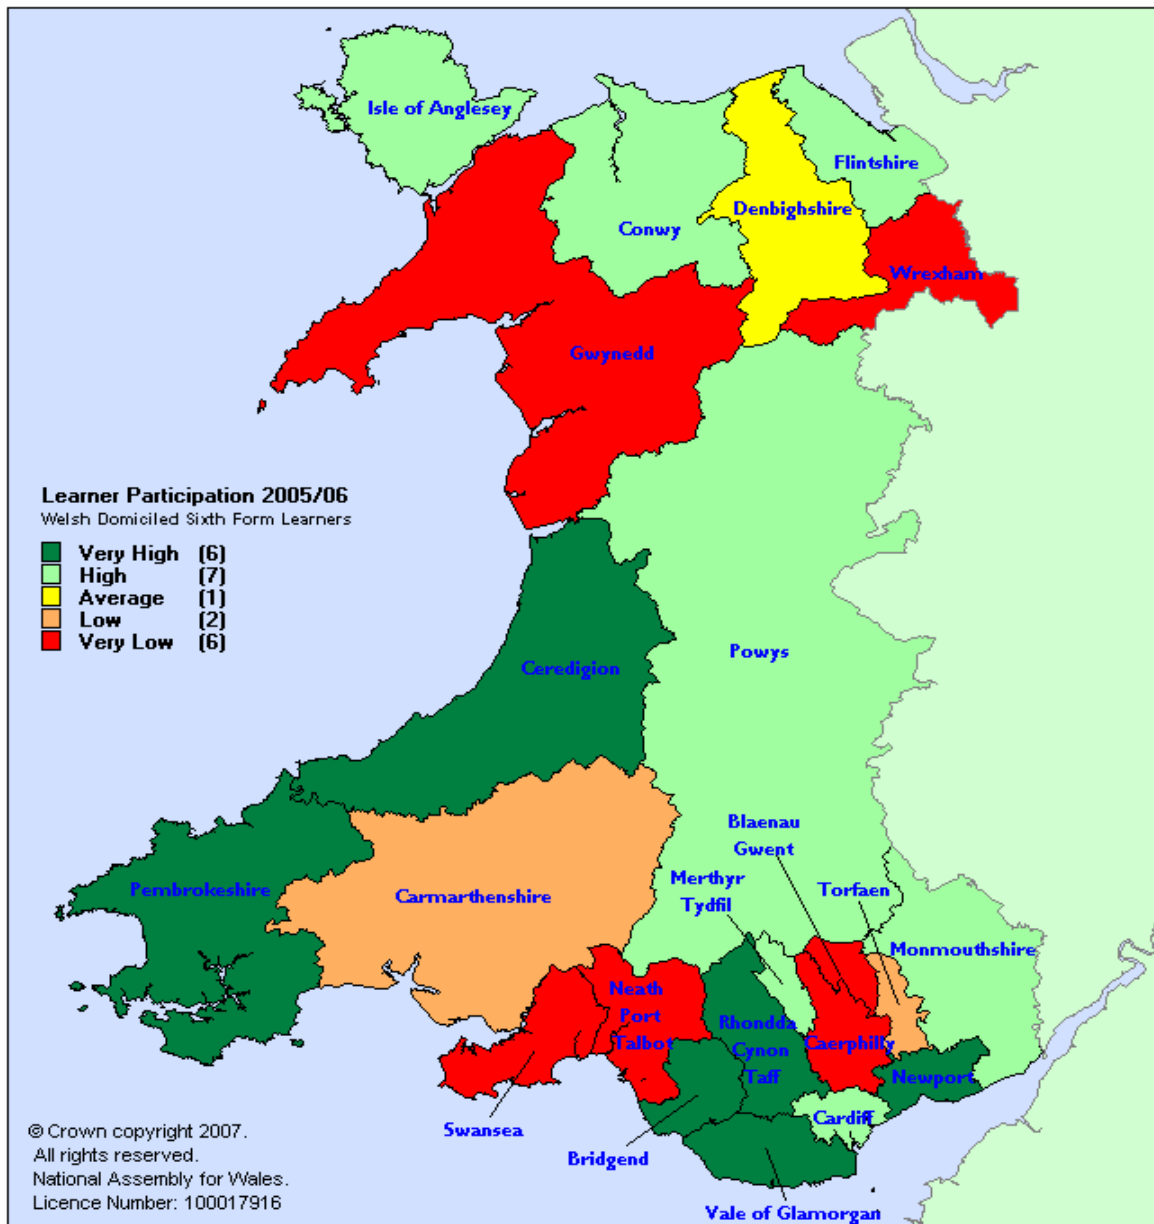 Isle of Anglesey
Flintshire
Denbighshire
Conwy
Wrexham
Gwynedd
Learner Participation 2005/06
Welsh Domiciled Sixth Form Learners
Very High (6)
High (7)
Average (1)
Low (2)
Very Low (6)
Powys
Ceredigion
Blaenau
Gwent
Merthyr
Tydfil
Torfaen
Pembrokeshire
Carmarthenshire
Monmouthshire
Neath
Port
Talbot
Rhondda
Cynon
Taff
Caerphilly
Newport
Cardiff
Swansea
Bridgend
Vale of Glamorgan
© Crown copyright 2007.
All rights reserved.
National Assembly for Wales.
Licence Number: 100017916